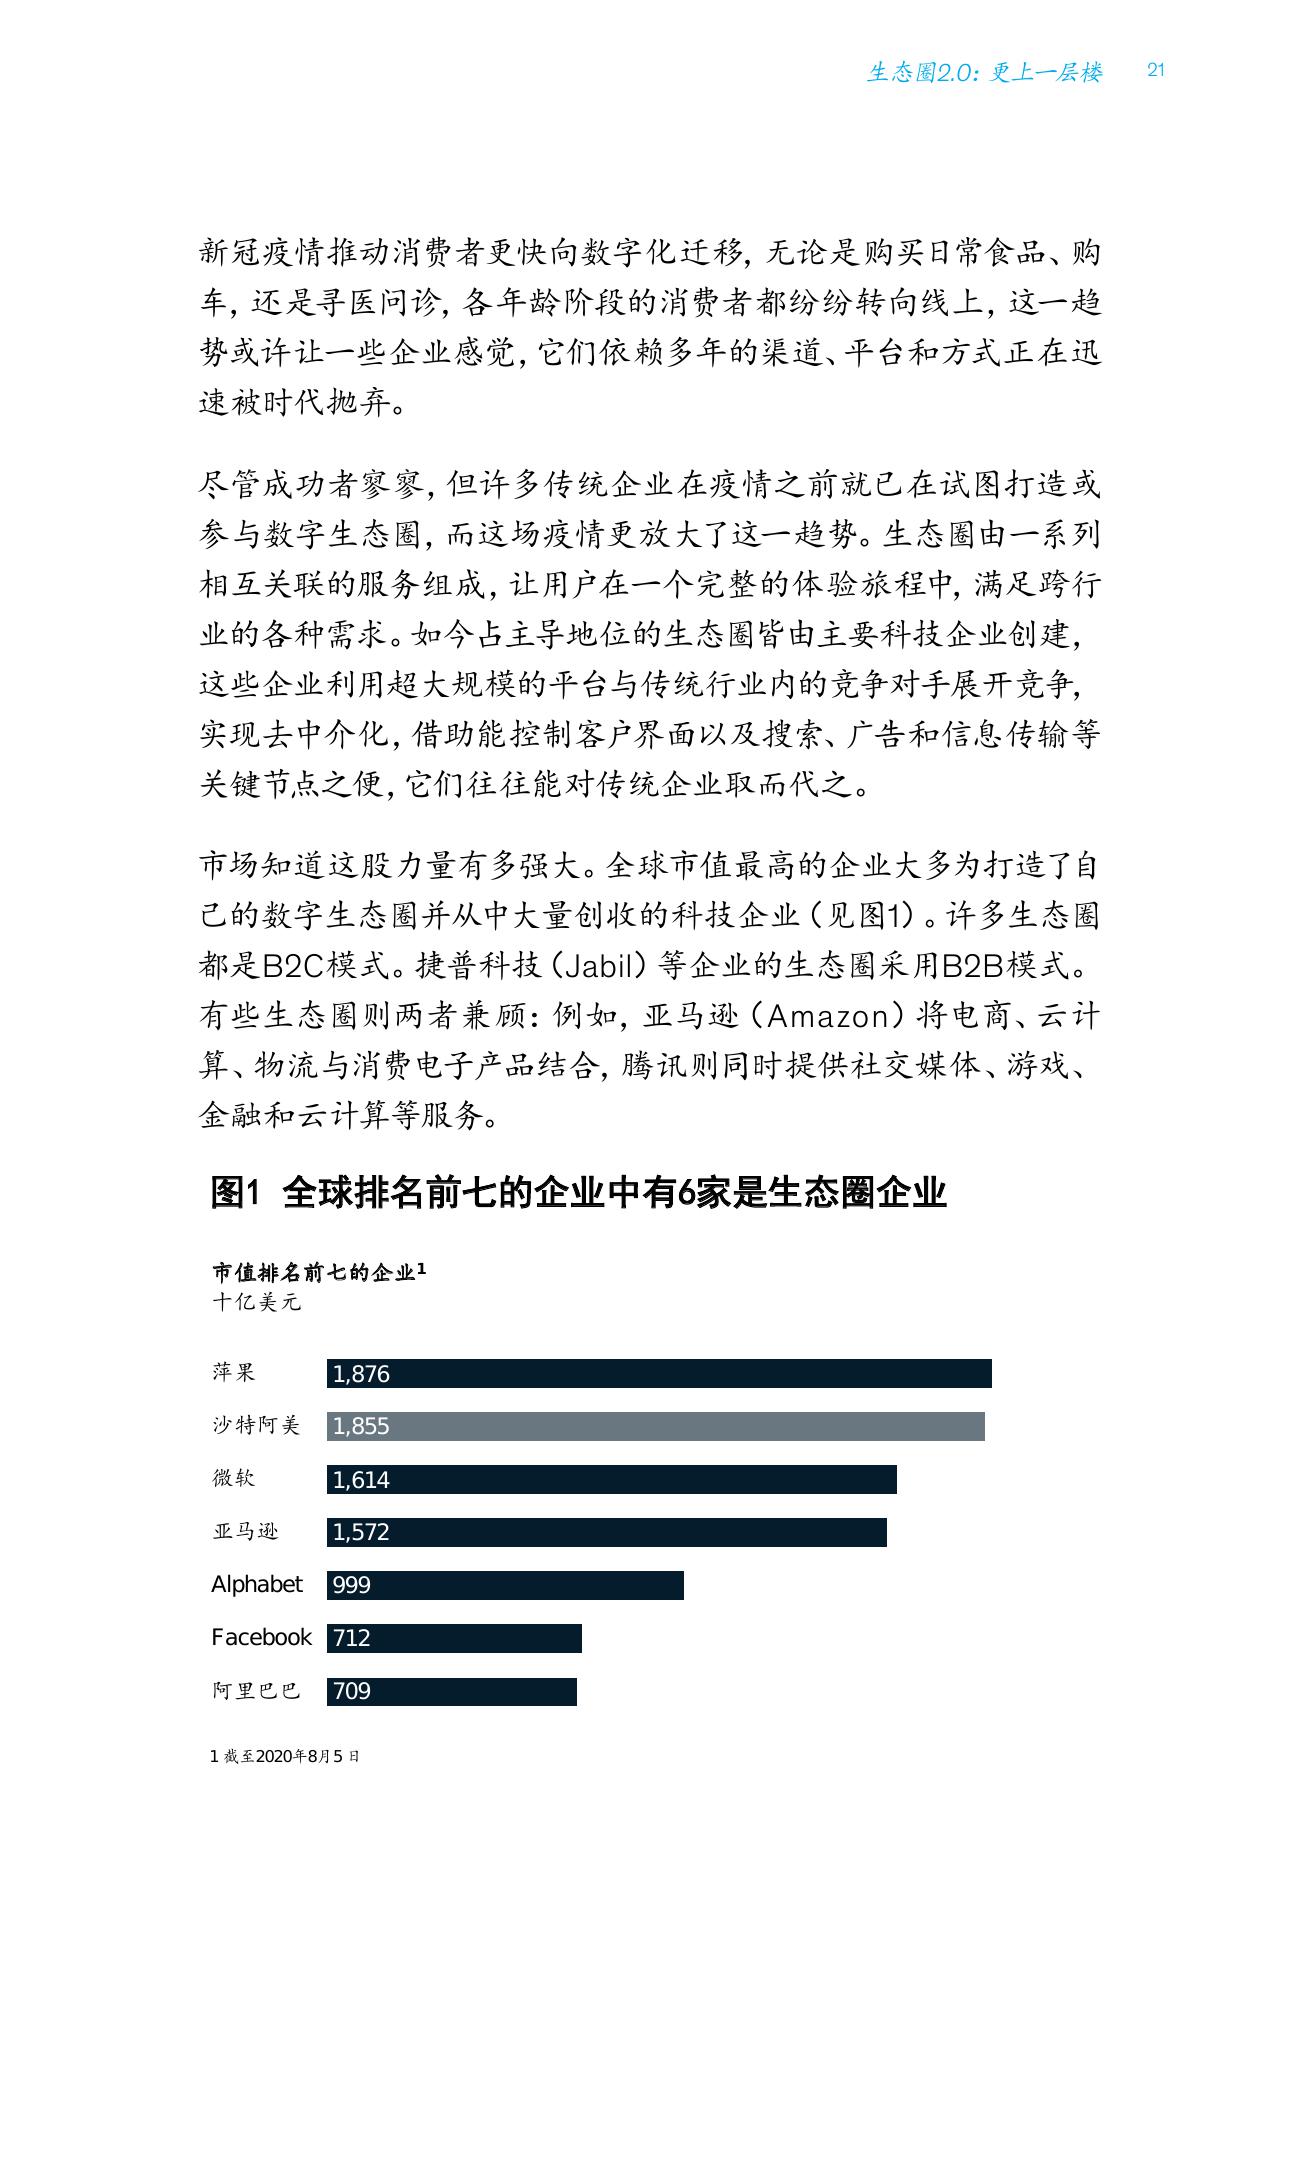 生态圈2.0：更上一层楼 21
新冠疫情推动消费者更快向数字化迁移，无论是购买日常食品、购
车，还是寻医问诊，各年龄阶段的消费者都纷纷转向线上，这一趋
势或许让一些企业感觉，它们依赖多年的渠道、平台和方式正在迅
速被时代抛弃。
尽管成功者寥寥，但许多传统企业在疫情之前就已在试图打造或
参与数字生态圈，而这场疫情更放大了这一趋势。生态圈由一系列
相互关联的服务组成，让用户在一个完整的体验旅程中，满足跨行
业的各种需求。如今占主导地位的生态圈皆由主要科技企业创建，
这些企业利用超大规模的平台与传统行业内的竞争对手展开竞争，
实现去中介化，借助能控制客户界面以及搜索、广告和信息传输等
关键节点之便，它们往往能对传统企业取而代之。
市场知道这股力量有多强大。全球市值最高的企业大多为打造了自
己的数字生态圈并从中大量创收的科技企业（见图1）。许多生态圈
都是B2C模式。捷普科技（Jabil）等企业的生态圈采用B2B模式。
有些生态圈则两者兼顾：例如，亚马逊（Amazon）将电商、云计
算、物流与消费电子产品结合，腾讯则同时提供社交媒体、游戏、
金融和云计算等服务。
图1 全球排名前七的企业中有6家是生态圈企业
市值排名前七的企业1
十亿美元
萍果 1,876
沙特阿美 1,855
微软 1,614
亚马逊 1,572
Alphabet 999
Facebook 712
阿里巴巴 709
1 截至2020年8月5 日